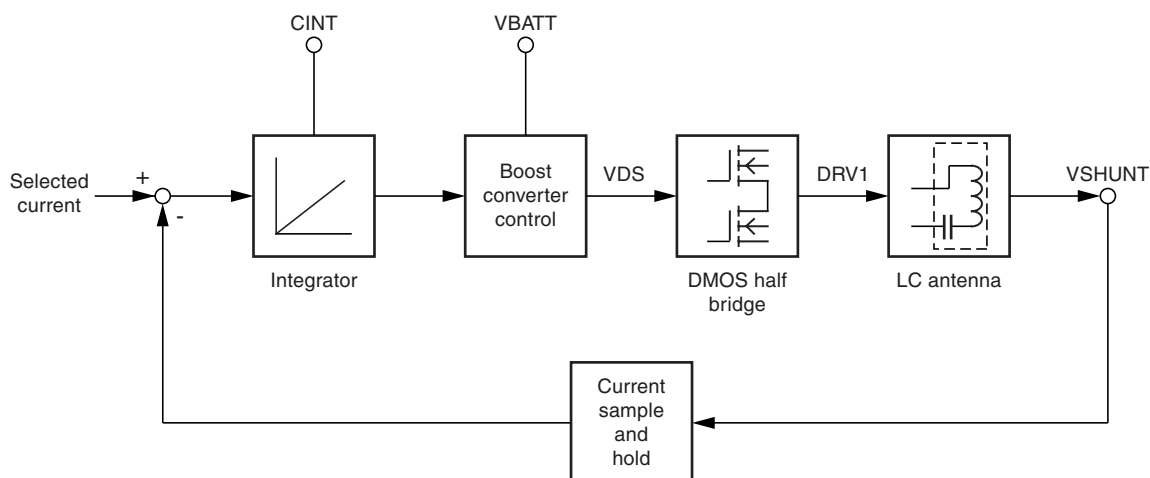 CINT
VBATT
Selected
current
+
-
Integrator
Boost
converter
control
VDS
DMOS half
bridge
DRV1
LC antenna
VSHUNT
Current
sample
and
hold